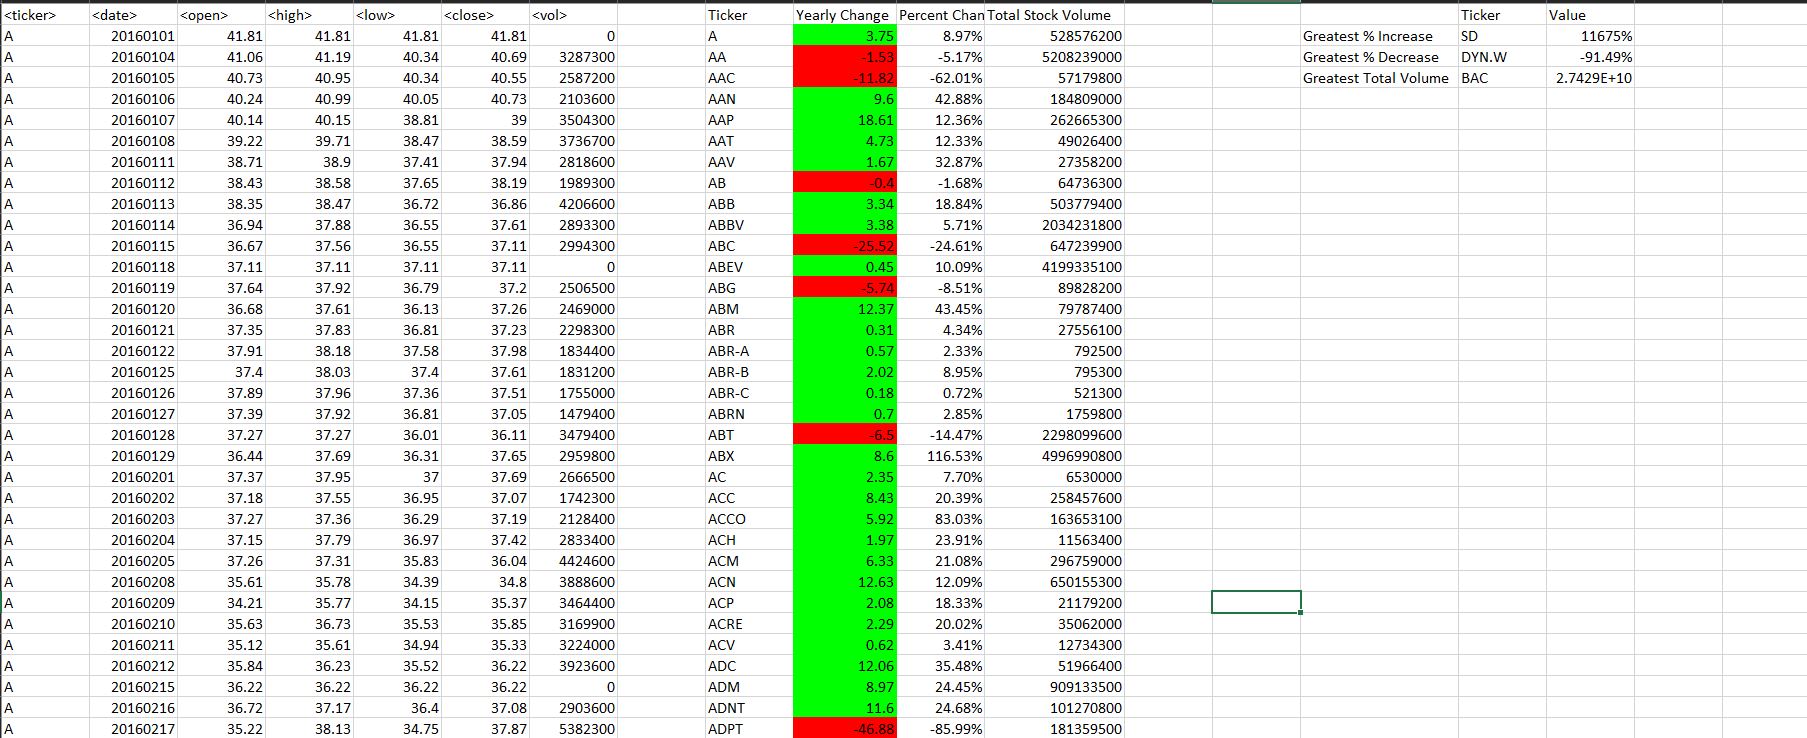 <ticker> <date> <open> <high> <low> <close> <vol> Ticker Yearly Change Percent Chan Total Stock Volume Ticker Value
A 20160101 41.81 41.81 41.81 41.81 0 A 3.75 8.97% 528576200 Greatest % Increase SD 11675%
A 20160104 41.06 41.19 40.34 40.69 3287300 AA -1.53 -5.17% 5208239000 Greatest % Decrease DYN.W -91.49%
A 20160105 40.73 40.95 40.34 40.55 2587200 AAC -11.82 -62.01% 57179800 Greatest Total Volume BAC 2.7429E+10
A 20160106 40.24 40.99 40.05 40.73 2103600 AAN 9.6 42.88% 184809000
A 20160107 40.14 40.15 38.81 39 3504300 AAP 18.61 12.36% 262665300
A 20160108 39.22 39.71 38.47 38.59 3736700 AAT 4.73 12.33% 49026400
A 20160111 38.71 38.9 37.41 37.94 2818600 AAV 1.67 32.87% 27358200
A 20160112 38.43 38.58 37.65 38.19 1989300 AB -0.4 -1.68% 64736300
A 20160113 38.35 38.47 36.72 36.86 4206600 ABB 3.34 18.84% 503779400
A 20160114 36.94 37.88 36.55 37.61 2893300 ABBV 3.38 5.71% 2034231800
A 20160115 36.67 37.56 36.55 37.11 2994300 ABC -25.52 -24.61% 647239900
A 20160118 37.11 37.11 37.11 37.11 0 ABEV 0.45 10.09% 4199335100
A 20160119 37.64 37.92 36.79 37.2 2506500 ABG -5.74 -8.51% 89828200
A 20160120 36.68 37.61 36.13 37.26 2469000 ABM 12.37 43.45% 79787400
A 20160121 37.35 37.83 36.81 37.23 2298300 ABR 0.31 4.34% 27556100
A 20160122 37.91 38.18 37.58 37.98 1834400 ABR-A 0.57 2.33% 792500
A 20160125 37.4 38.03 37.4 37.61 1831200 ABR-B 2.02 8.95% 795300
A 20160126 37.89 37.96 37.36 37.51 1755000 ABR-C 0.18 0.72% 521300
A 20160127 37.39 37.92 36.81 37.05 1479400 ABRN 0.7 2.85% 1759800
A 20160128 37.27 37.27 36.01 36.11 3479400 ABT -6.5 -14.47% 2298099600
A 20160129 36.44 37.69 36.31 37.65 2959800 ABX 8.6 116.53% 4996990800
A 20160201 37.37 37.95 37 37.69 2666500 AC 2.35 7.70% 6530000
A 20160202 37.18 37.55 36.95 37.07 1742300 ACC 8.43 20.39% 258457600
A 20160203 37.27 37.36 36.29 37.19 2128400 ACCO 5.92 83.03% 163653100
A 20160204 37.15 37.79 36.97 37.42 2833400 ACH 1.97 23.91% 11563400
A 20160205 37.26 37.31 35.83 36.04 4424600 ACM 6.33 21.08% 296759000
A 20160208 35.61 35.78 34.39 34.8 3888600 ACN 12.63 12.09% 650155300
A 20160209 34.21 35.77 34.15 35.37 3464400 ACP 2.08 18.33% 21179200
A 20160210 35.63 36.73 35.53 35.85 3169900 ACRE 2.29 20.02% 35062000
A 20160211 35.12 35.61 34.94 35.33 3224000 ACV 0.62 3.41% 12734300
A 20160212 35.84 36.23 35.52 36.22 3923600 ADC 12.06 35.48% 51966400
A 20160215 36.22 36.22 36.22 36.22 0 ADM 8.97 24.45% 909133500
A 20160216 36.72 37.17 36.4 37.08 2903600 ADNT 11.6 24.68% 101270800
A 20160217 35.22 38.13 34.75 37.87 5382300 ADPT -46.88 -85.99% 181359500